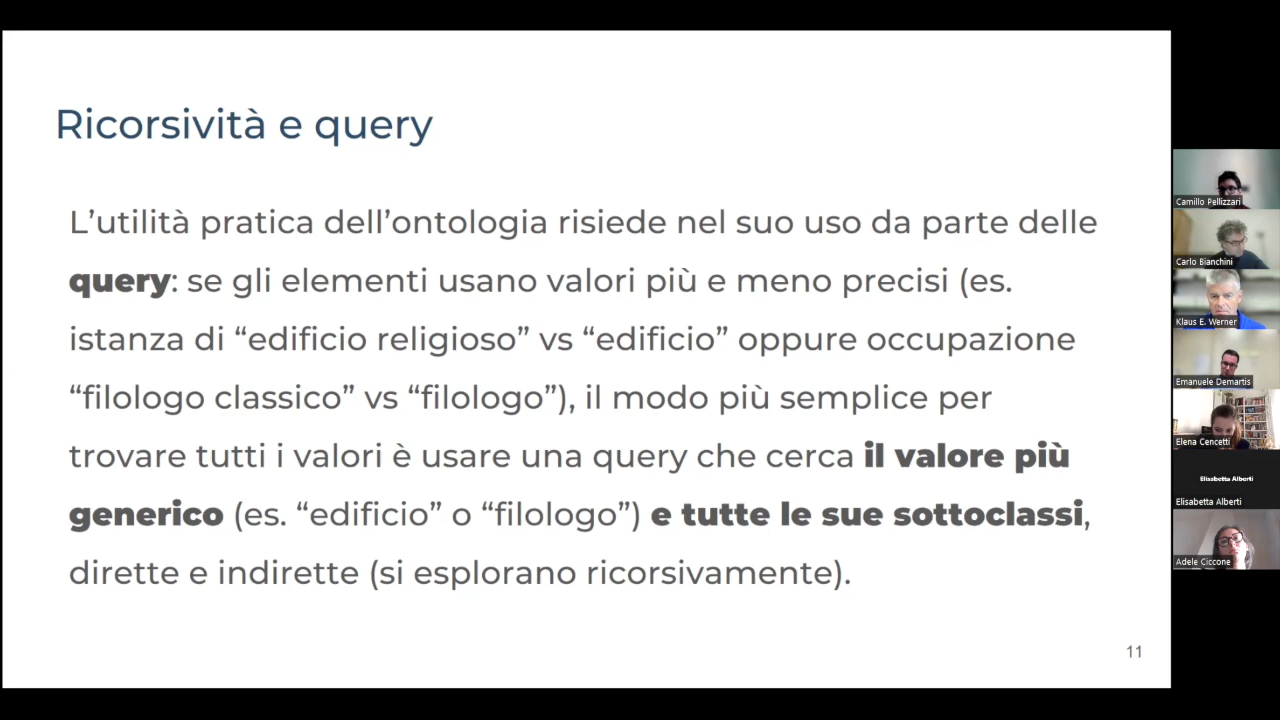 Ricorsività e query
L’utilità pratica dell’ontologia risiede nel suo uso da parte delle
query: se gli elementi usano valori più e meno precisi (es.
istanza di “edificio religioso” vs “edificio” oppure occupazione
“filologo classico” vs “filologo”), il modo più semplice per
trovare tutti i valori è usare una query che cerca il valore più
generico (es. “edificio” o “filologo”) e tutte le sue sottoclassi,
dirette e indirette (si esplorano ricorsivamente).
11
Camillo Pellizzari
Carlo Bianchini
Klaus E. Werner
Emanuele Demartis
Elena Cencetti
Elisabetta Alberti
Elisabetta Alberti
Adele Ciccone